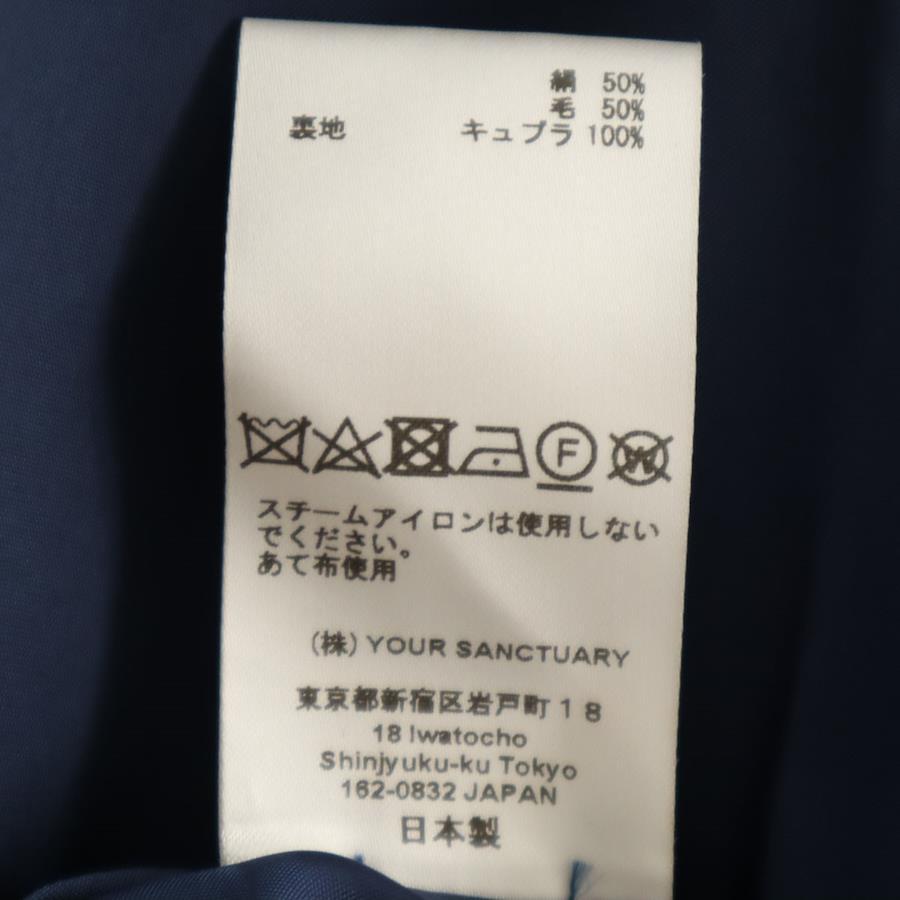 絹 50%
毛 50%
裏地 キュプラ 100%
F
W
スチームアイロンは使用しない
でください。
あて布使用
(株) YOUR SANCTUARY
東京都新宿区岩戸町18
18 Iwatocho
Shinjyuku-ku Tokyo
162-0832 JAPAN
日本製